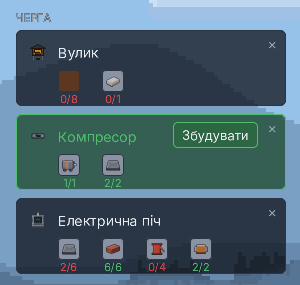 ЧЕРГА
Вулик
0/8 0/1
Компресор Збудувати
1/1 2/2
Електрична піч
2/6 6/6 0/4 2/2